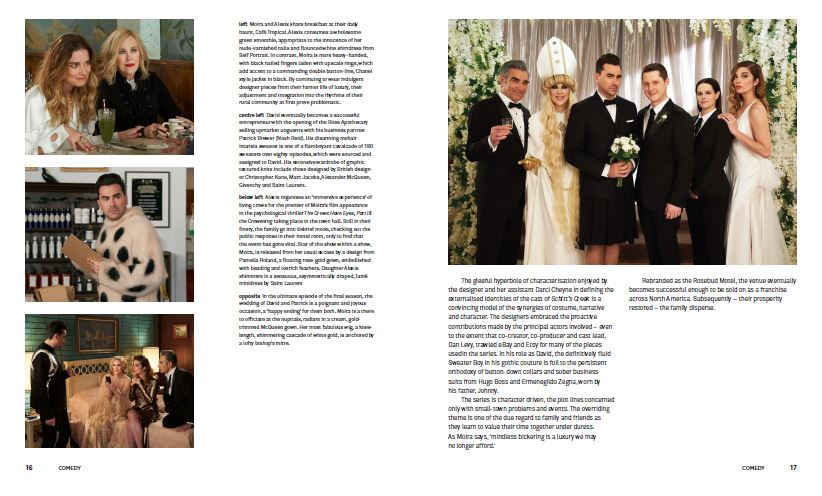 left Moira and Alexis share breakfast at their daily
haunt, Café Tropical. Alexis consumes a wholesome
green smoothie, appropriate to the innocence of her
nude-varnished nails and flounced white shirtdress from
Self Portrait. In contrast, Moira is more heavy-handed,
with black nailed fingers laden with upscale rings, which
add accent to a commanding double button-line, Chanel
style jacket in black. By continuing to wear indulgent
designer pieces from their former life of luxury, their
adjustment and integration into the rhythms of their
rural community at first prove problematic.
centre left David eventually becomes a successful
entrepreneur with the opening of the Rose Apothecary
selling upmarket unguents with his business partner
Patrick Brewer (Noah Reid). His disarming mohair
intarsia sweater is one of a flamboyant cavalcade of 180
sweaters over eighty episodes, which were sourced and
assigned to David. His extensive wardrobe of graphic
textured knits include those designed by British design-
er Christopher Kane, Marc Jacobs, Alexander McQueen,
Givenchy and Saint Laurent.
below left Alexis organises an 'immersive experience' of
living crows for the premier of Moira's film appearance
in the psychological thriller The Crows Have Eyes, Part III
the Crowening taking place in the town hall. Still in their
finery, the family go into debrief mode, checking out the
public response in their motel room, only to find that
the event has gone viral. Star of the show within a show,
Moira, is released from her usual excess by a design from
Pamella Roland, a floating rose-gold gown, embellished
with beading and ostrich feathers. Daughter Alexis
shimmers in a sensuous, asymmetrically draped, lamé
minidress by Saint Laurent
opposite In the ultimate episode of the final season, the
wedding of David and Patrick is a poignant and joyous
occasion, a 'happy ending' for them both. Moira is a there
to officiate at the nuptials, radiant in a cream, gold-
trimmed McQueen gown. Her most fabulous wig, a knee-
length, shimmering cascade of white gold, is anchored by
a lofty bishop's mitre.
16 COMEDY
The gleeful hyperbole of characterisation enjoyed by
the designer and her assistant Darci Cheyne in defining the
externalised identities of the cast of Schitt's Creek is a
convincing model of the synergies of costume, narrative
and character. The designers embraced the proactive
contributions made by the principal actors involved – even
to the extent that co-creator, co-producer and cast lead,
Dan Levy, trawled eBay and Etsy for many of the pieces
used in the series. In his role as David, the definitively fluid
Sweater Boy in his gothic couture is foil to the persistent
orthodoxy of button-down collars and sober business
suits from Hugo Boss and Ermenegildo Zegna, worn by
his father, Johnny.
The series is character driven, the plot lines concerned
only with small-town problems and events. The overriding
theme is one of the due regard to family and friends as
they learn to value their time together under duress.
As Moira says, 'mindless bickering is a luxury we may
no longer afford.'
Rebranded as the Rosebud Motel, the venue eventually
becomes successful enough to be sold on as a franchise
across North America. Subsequently – their prosperity
restored – the family disperse.
COMEDY 17